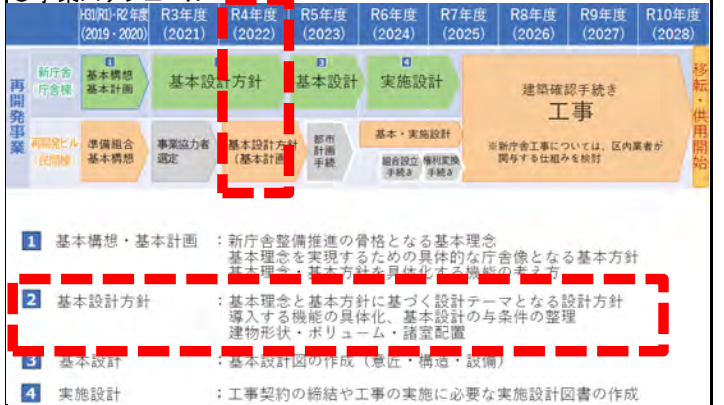 H31(R1)・R2年度 R3年度 R4年度 R5年度 R6年度 R7年度 R8年度 R9年度 R10年度
(2019・2020) (2021) (2022) (2023) (2024) (2025) (2026) (2027) (2028)
再開発事業
新庁舎
庁舎棟
1
基本構想
基本計画
2
基本設計方針
3
基本設計
4
実施設計
建築確認手続き
工事
※新庁舎工事については、区内業者が
関与する仕組みを検討
移転・供用開始
再開発ビル
(民間棟)
準備組合
基本構想
事業協力者
選定
基本設計方針
(基本計画
都市
計画
手続
基本・実施設計
組合設立
手続き
権利変換
手続き
1 基本構想・基本計画 :新庁舎整備推進の骨格となる基本理念
基本理念を実現するための具体的な庁舎像となる基本方針
基本理念・基本方針を具体化する機能の考え方
2 基本設計方針 :基本理念と基本方針に基づく設計テーマとなる設計方針
導入する機能の具体化、基本設計の与条件の整理
建物形状・ボリューム・諸室配置
3 基本設計 :基本設計図の作成(意匠・構造・設備)
4 実施設計 :工事契約の締結や工事の実施に必要な実施設計図書の作成